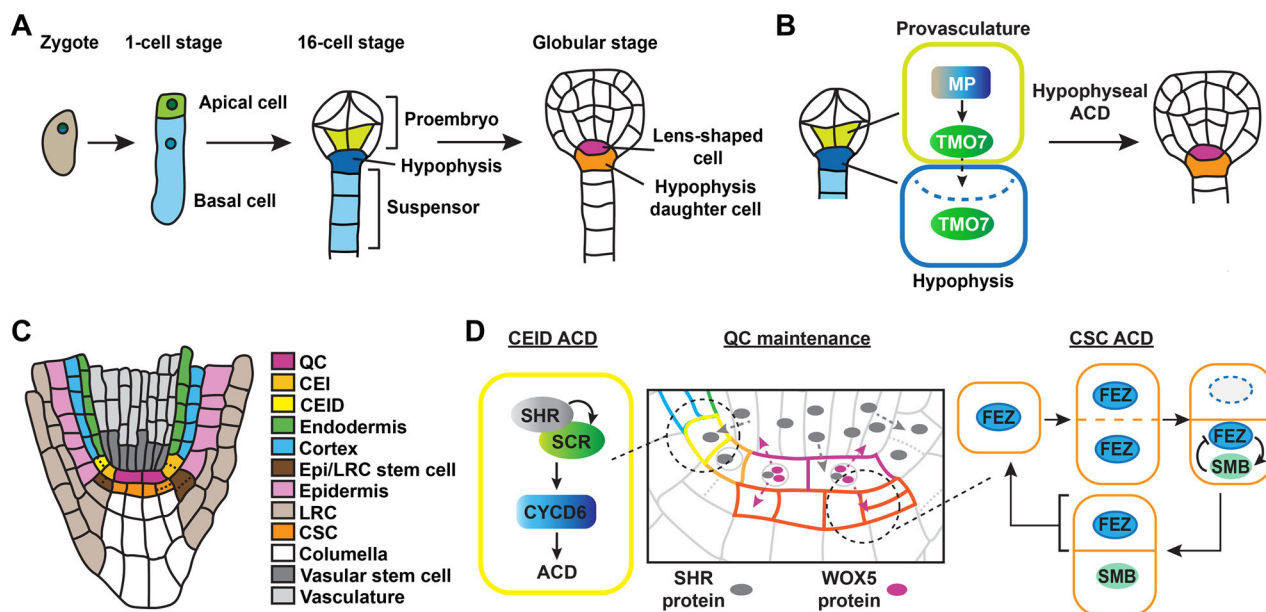 A
Zygote
1-cell stage
16-cell stage
Globular stage
Apical cell
Basal cell
Proembryo
Hypophysis
Suspensor
Lens-shaped
cell
Hypophysis
daughter cell
B
Provasculature
MP
TMO7
TMO7
Hypophysis
Hypophyseal
ACD
C
QC
CEI
CEID
Endodermis
Cortex
Epi/LRC stem cell
Epidermis
LRC
CSC
Columella
Vascular stem cell
Vasculature
D
CEID ACD
SHR
SCR
CYCD6
ACD
QC maintenance
SHR
protein
WOX5
protein
CSC ACD
FEZ
FEZ
FEZ
FEZ
SMB
FEZ
SMB